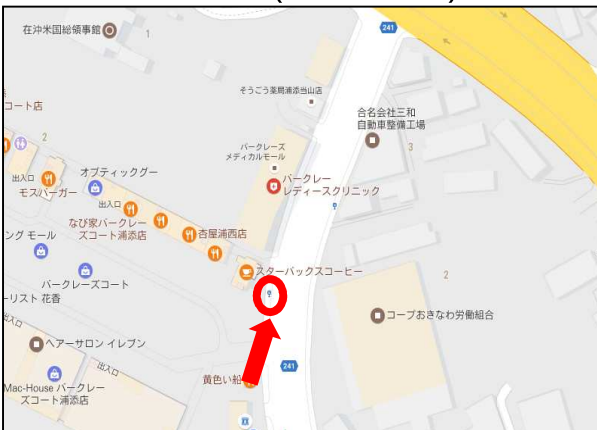 241
在沖米国総領事館
1
そうごう薬局浦添当山店
コート店
合名会社三和
自動車整備工場
2
3
バークレーズ
メディカルモール
オプティックグー
出入口
モスバーガー
バークレー
レディースクリニック
出入口
なび家バークレー
ズコート浦添店
杏屋浦西店
ング モール
スターバックスコーヒー
2
バークレーズコート
ーリスト 花香
コープおきなわ労働組合
出入口
ヘアーサロン イレブン
出入口
241
黄色い船
Mac-House バークレー
ズコート浦添店